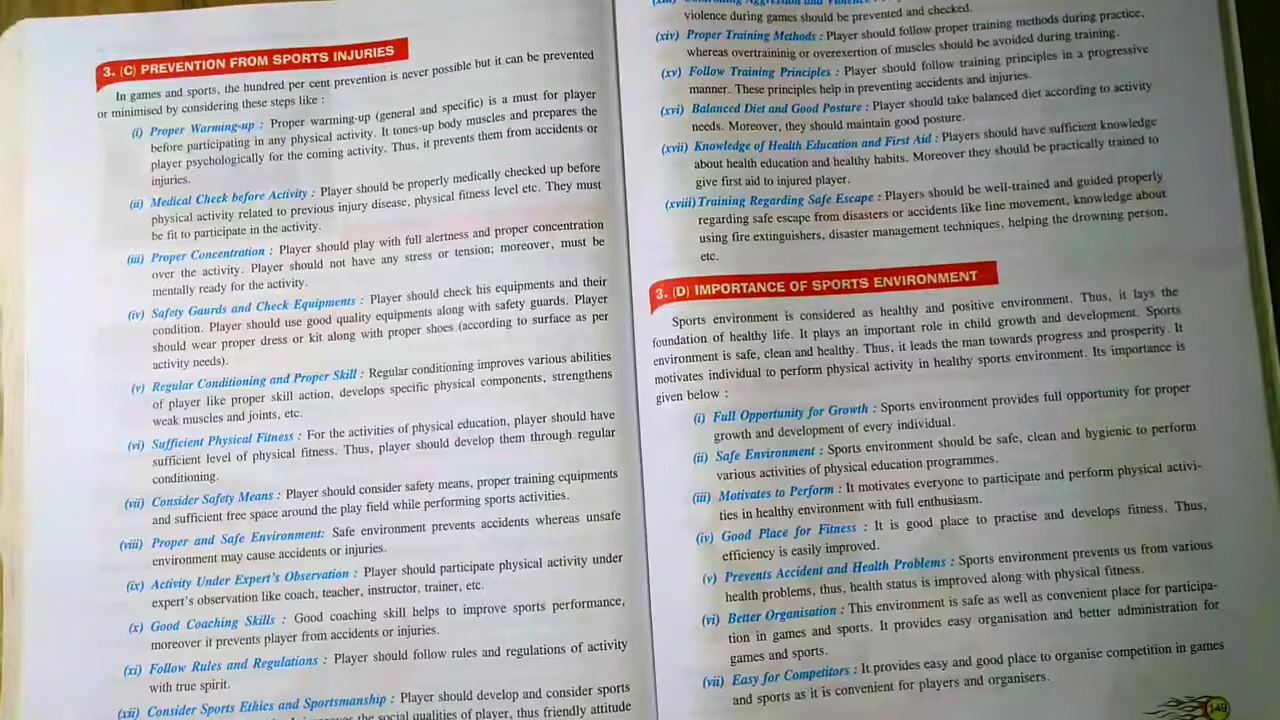 3. (C) PREVENTION FROM SPORTS INJURIES
In games and sports, the hundred per cent prevention is never possible but it can be prevented
or minimised by considering these steps like :
(i) Proper Warming-up : Proper warming-up (general and specific) is a must for player
before participating in any physical activity. It tones-up body muscles and prepares the
player psychologically for the coming activity. Thus, it prevents them from accidents or
injuries.
(ii) Medical Check before Activity : Player should be properly medically checked up before
physical activity related to previous injury disease, physical fitness level etc. They must
be fit to participate in the activity.
(iii) Proper Concentration : Player should play with full alertness and proper concentration
over the activity. Player should not have any stress or tension; moreover, must be
mentally ready for the activity.
(iv) Safety Gaurds and Check Equipments : Player should check his equipments and their
condition. Player should use good quality equipments along with safety guards. Player
should wear proper dress or kit along with proper shoes (according to surface as per
activity needs).
(v) Regular Conditioning and Proper Skill : Regular conditioning improves various abilities
of player like proper skill action, develops specific physical components, strengthens
weak muscles and joints, etc.
(vi) Sufficient Physical Fitness : For the activities of physical education, player should have
sufficient level of physical fitness. Thus, player should develop them through regular
conditioning.
(vii) Consider Safety Means : Player should consider safety means, proper training equipments
and sufficient free space around the play field while performing sports activities.
(viii) Proper and Safe Environment: Safe environment prevents accidents whereas unsafe
environment may cause accidents or injuries.
(ix) Activity Under Expert's Observation : Player should participate physical activity under
expert's observation like coach, teacher, instructor, trainer, etc.
(x) Good Coaching Skills : Good coaching skill helps to improve sports performance,
moreover it prevents player from accidents or injuries.
(xi) Follow Rules and Regulations : Player should follow rules and regulations of activity
with true spirit.
(xii) Consider Sports Ethics and Sportsmanship : Player should develop and consider sports
the social qualities of player, thus friendly attitude
violence during games should be prevented and checked.
(xiv) Proper Training Methods : Player should follow proper training methods during practice,
whereas overtraininig or overexertion of muscles should be avoided during training.
(xv) Follow Training Principles : Player should follow training principles in a progressive
manner. These principles help in preventing accidents and injuries.
(xvi) Balanced Diet and Good Posture : Player should take balanced diet according to activity
needs. Moreover, they should maintain good posture.
(xvii) Knowledge of Health Education and First Aid : Players should have sufficient knowledge
about health education and healthy habits. Moreover they should be practically trained to
give first aid to injured player.
(xviii) Training Regarding Safe Escape : Players should be well-trained and guided properly
regarding safe escape from disasters or accidents like line movement, knowledge about
using fire extinguishers, disaster management techniques, helping the drowning person,
etc.
3. (D) IMPORTANCE OF SPORTS ENVIRONMENT
Sports environment is considered as healthy and positive environment. Thus, it lays the
foundation of healthy life. It plays an important role in child growth and development. Sports
environment is safe, clean and healthy. Thus, it leads the man towards progress and prosperity. It
motivates individual to perform physical activity in healthy sports environment. Its importance is
given below :
(i) Full Opportunity for Growth : Sports environment provides full opportunity for proper
growth and development of every individual.
(ii) Safe Environment : Sports environment should be safe, clean and hygienic to perform
various activities of physical education programmes.
(iii) Motivates to Perform : It motivates everyone to participate and perform physical activi-
ties in healthy environment with full enthusiasm.
(iv) Good Place for Fitness : It is good place to practise and develops fitness. Thus,
efficiency is easily improved.
(v) Prevents Accident and Health Problems : Sports environment prevents us from various
health problems, thus, health status is improved along with physical fitness.
(vi) Better Organisation : This environment is safe as well as convenient place for participa-
tion in games and sports. It provides easy organisation and better administration for
games and sports.
(vii) Easy for Competitors : It provides easy and good place to organise competition in games
and sports as it is convenient for players and organisers.
149